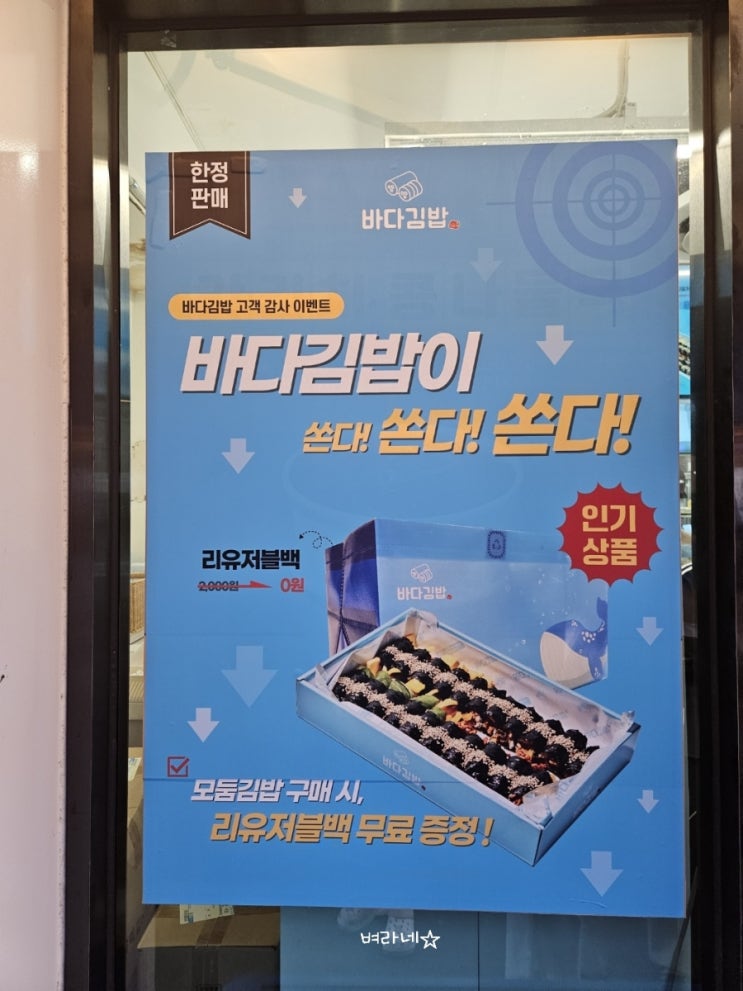 한정
판매
바다김밥
바다김밥 고객 감사 이벤트
바다김밥이
쏜다! 쏜다! 쏜다!
인기
상품
리유저블백
2,000원 0원
바다김밥
바다김밥
모둠김밥 구매 시,
리유저블백 무료 증정!
벼라네☆